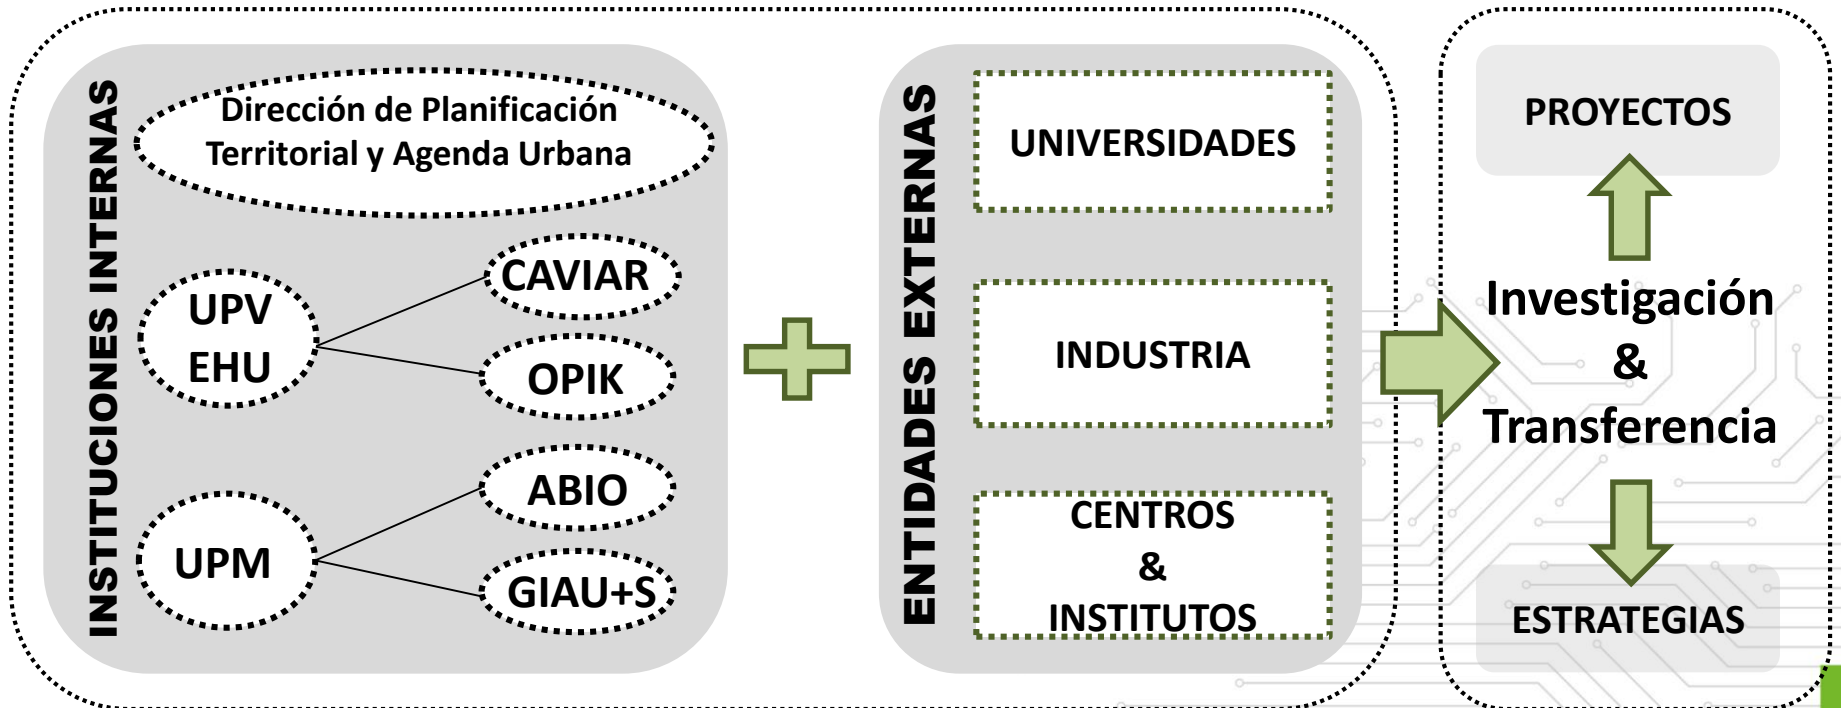 INSTITUCIONES INTERNAS
Dirección de Planificación
Territorial y Agenda Urbana
UPV
EHU
CAVIAR
OPIK
UPM
ABIO
GIAU+S
ENTIDADES EXTERNAS
UNIVERSIDADES
INDUSTRIA
CENTROS
&
INSTITUTOS
PROYECTOS
Investigación
&
Transferencia
ESTRATEGIAS